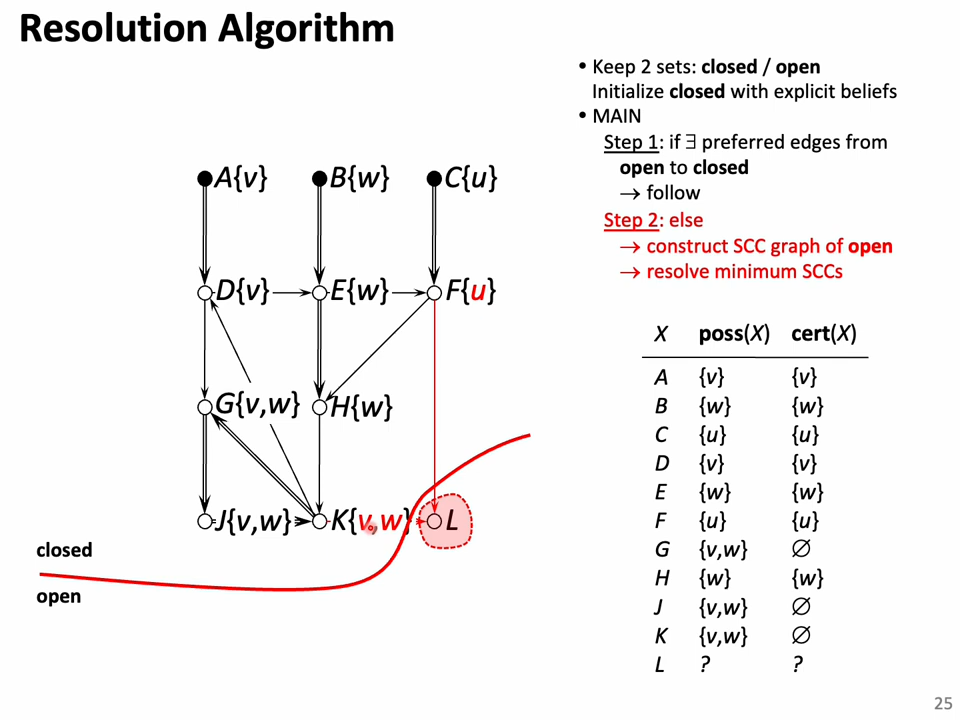 Resolution Algorithm
• Keep 2 sets: closed / open
Initialize closed with explicit beliefs
• MAIN
Step 1: if ∃ preferred edges from
open to closed
→ follow
Step 2: else
→ construct SCC graph of open
→ resolve minimum SCCs
A{v} B{w} C{u}
D{v} E{w} F{u}
G{v,w} H{w}
J{v,w} K{v,w} L
closed
open
X poss(X) cert(X)
A {v} {v}
B {w} {w}
C {u} {u}
D {v} {v}
E {w} {w}
F {u} {u}
G {v,w} ∅
H {w} {w}
J {v,w} ∅
K {v,w} ∅
L ? ?
25